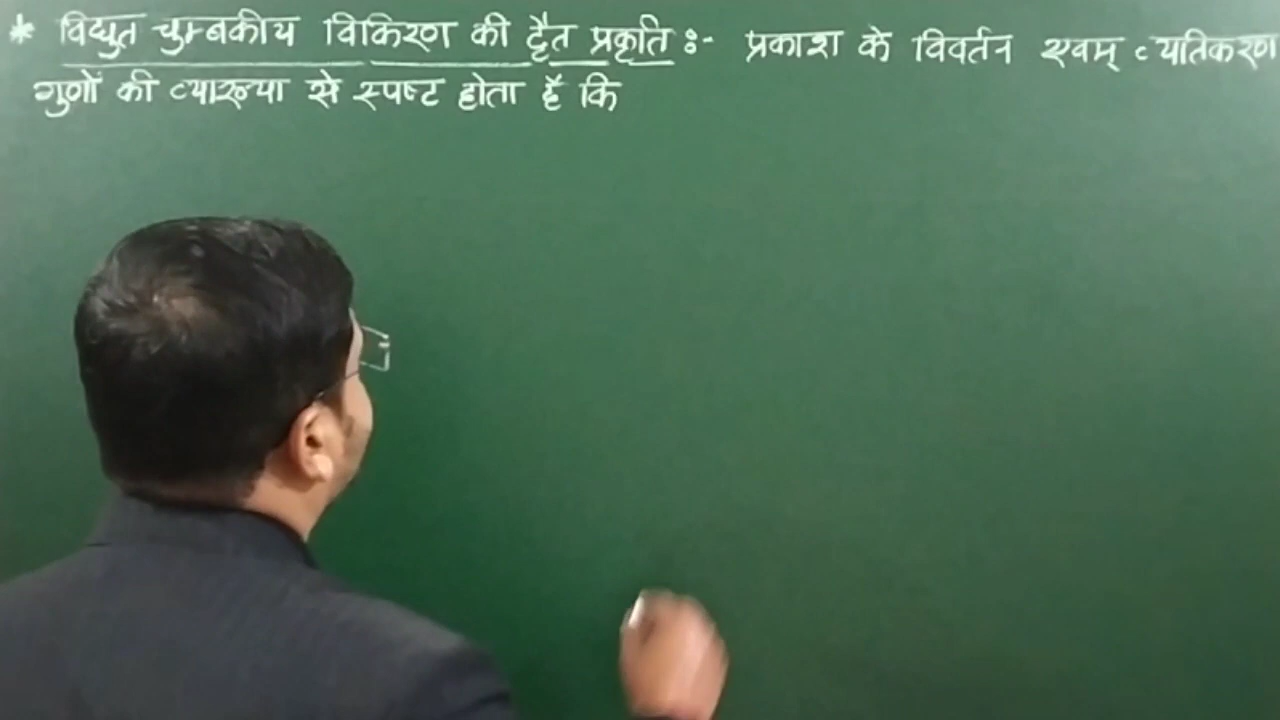 * विद्युत चुम्बकीय विकिरण की द्वैत प्रकृति :- प्रकाश के विवर्तन एवम् व्यतिकरण
गुणों की व्याख्या से स्पष्ट होता है कि